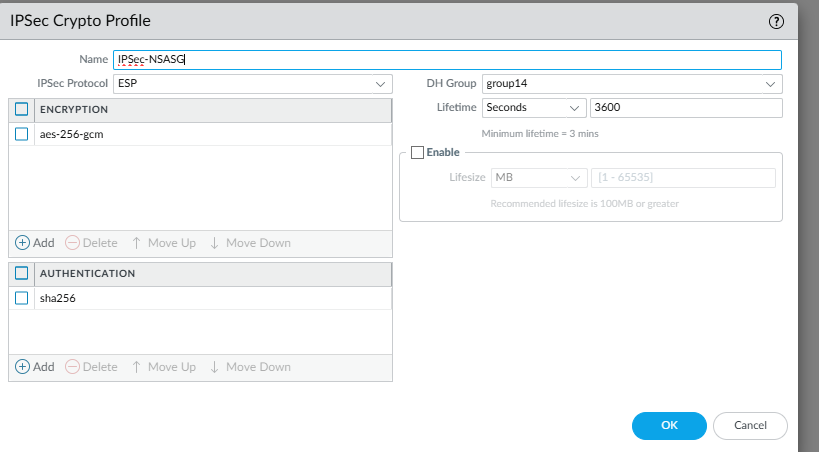 IPSec Crypto Profile
Name IPSec-NSASG
IPSec Protocol ESP
DH Group group14
ENCRYPTION
Lifetime Seconds 3600
aes-256-gcm
Minimum lifetime = 3 mins
Enable
Lifesize MB [1 - 65535]
Recommended lifesize is 100MB or greater
Add Delete Move Up Move Down
AUTHENTICATION
sha256
Add Delete Move Up Move Down
OK Cancel